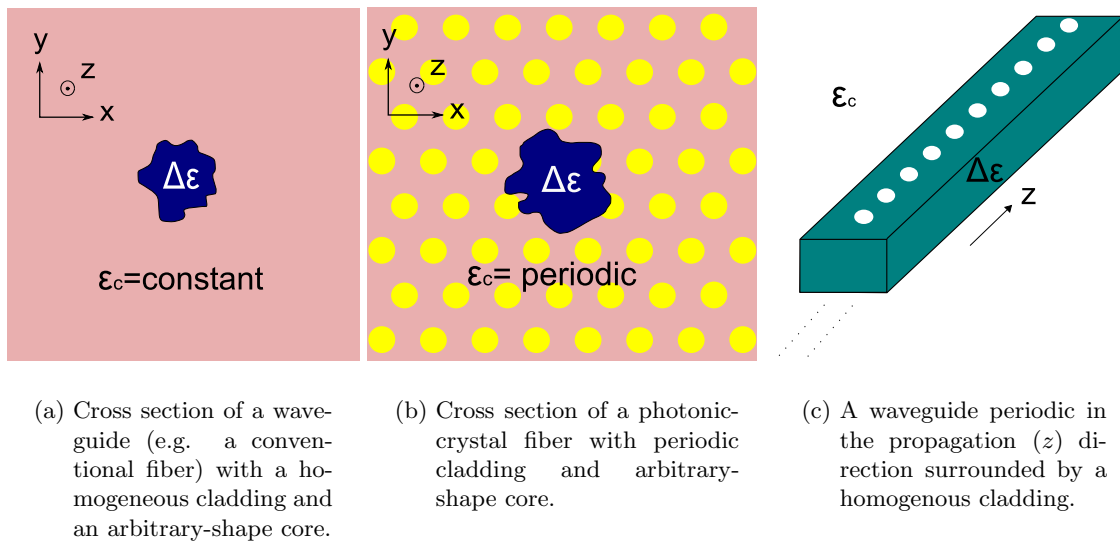 y
z
x
Δε
εc=constant
y
z
x
Δε
εc= periodic
εc
Δε
z
(a) Cross section of a wave-
guide (e.g. a conven-
tional fiber) with a ho-
mogeneous cladding and
an arbitrary-shape core.
(b) Cross section of a photonic-
crystal fiber with periodic
cladding and arbitrary-
shape core.
(c) A waveguide periodic in
the propagation (z) di-
rection surrounded by a
homogenous cladding.